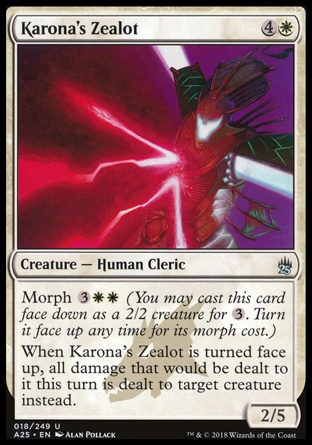 Karona's Zealot 4
Creature — Human Cleric
Morph 3 (You may cast this card
face down as a 2/2 creature for 3. Turn
it face up any time for its morph cost.)
When Karona's Zealot is turned face
up, all damage that would be dealt to
it this turn is dealt to target creature
instead.
2/5
018/249 U
A25 • EN Alan Pollack
™ & © 2018 Wizards of the Coast